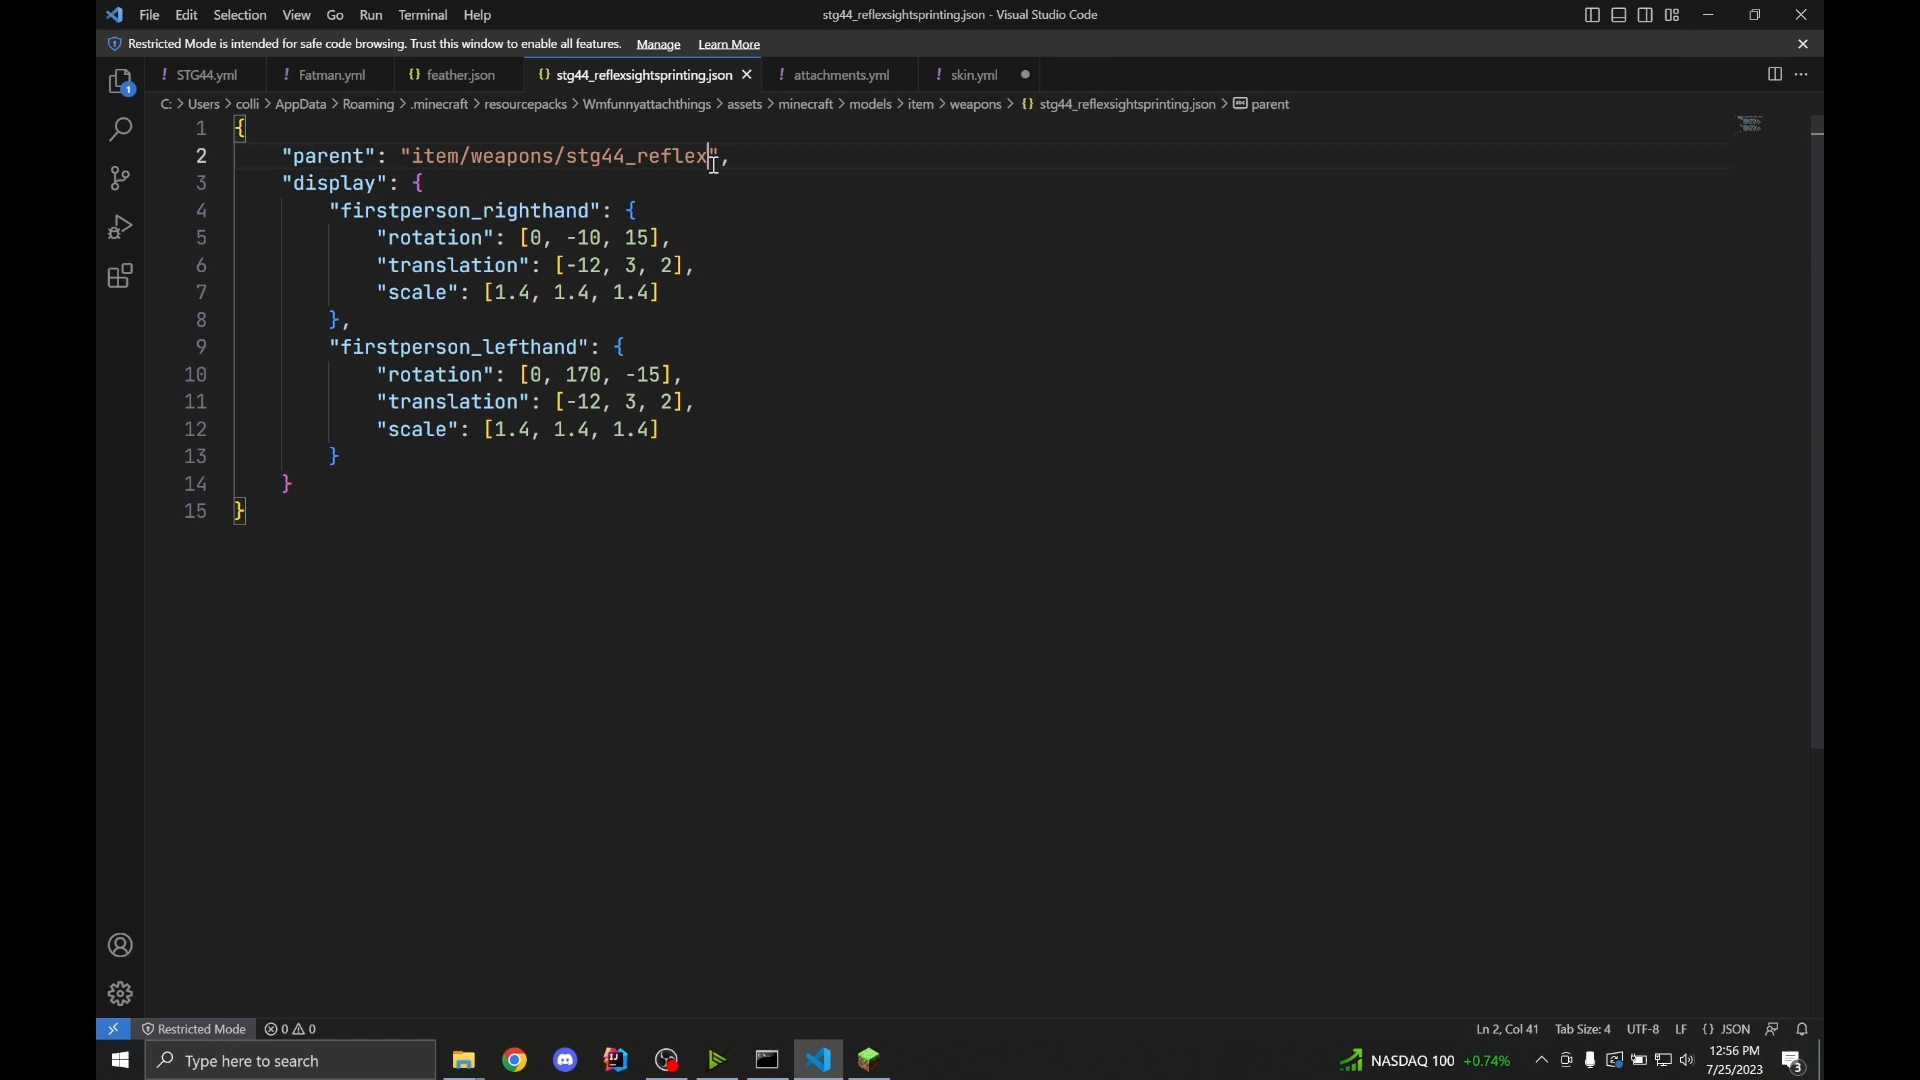 File Edit Selection View Go Run Terminal Help
stg44_reflexsightsprinting.json - Visual Studio Code
Restricted Mode is intended for safe code browsing. Trust this window to enable all features. Manage Learn More
1
! STG44.yml
! Fatman.yml
{} feather.json
{} stg44_reflexsightsprinting.json
! attachments.yml
! skin.yml
C: > Users > colli > AppData > Roaming > .minecraft > resourcepacks > Wmfunnyattachthings > assets > minecraft > models > item > weapons > {} stg44_reflexsightsprinting.json > parent
1 {
2 "parent": "item/weapons/stg44_reflex",
3 "display": {
4 "firstperson_righthand": {
5 "rotation": [0, -10, 15],
6 "translation": [-12, 3, 2],
7 "scale": [1.4, 1.4, 1.4]
8 },
9 "firstperson_lefthand": {
10 "rotation": [0, 170, -15],
11 "translation": [-12, 3, 2],
12 "scale": [1.4, 1.4, 1.4]
13 }
14 }
15 }
Restricted Mode 0 0
Ln 2, Col 41 Tab Size: 4 UTF-8 LF {} JSON
Type here to search
NASDAQ 100 +0.74%
12:56 PM
7/25/2023
3